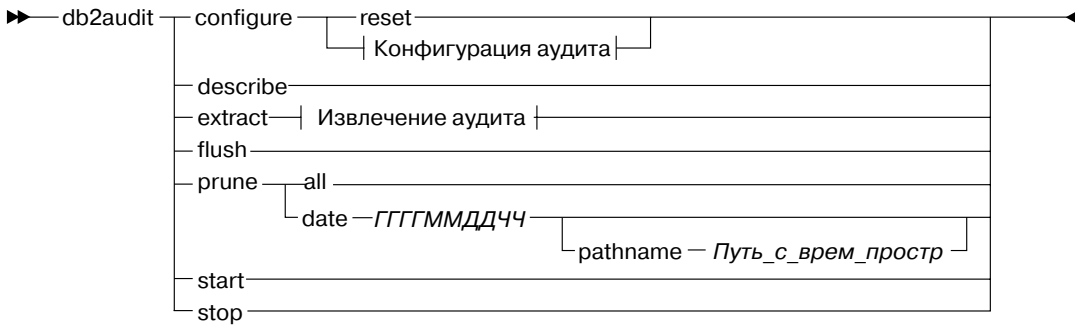 db2audit configure reset
Конфигурация аудита
describe
extract Извлечение аудита
flush
prune all
date ГГГГММДДЧЧ
pathname Путь_с_врем_простр
start
stop